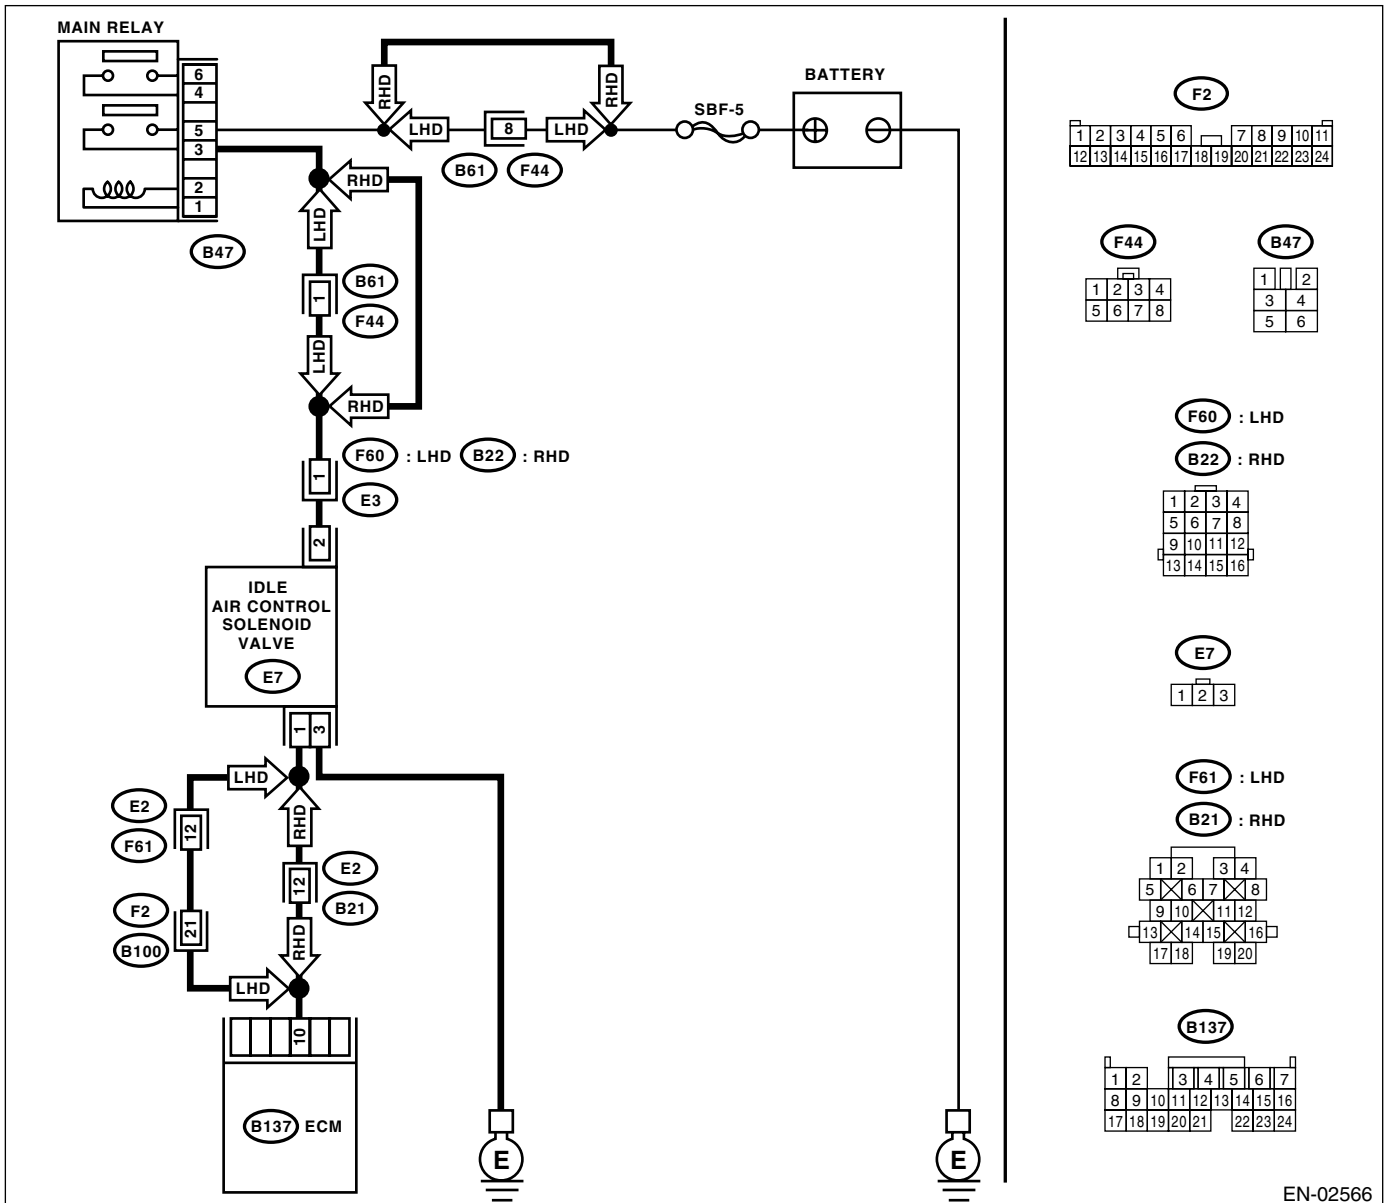 MAIN RELAY
6
4
5
3
2
1
B47
RHD
RHD
LHD
8
LHD
B61
F44
SBF-5
BATTERY
RHD
LHD
1
B61
F44
LHD
RHD
F60 : LHD B22 : RHD
1
E3
2
IDLE
AIR CONTROL
SOLENOID
VALVE
E7
1 3
LHD
E2
12
F61
F2
21
B100
LHD
RHD
12
E2
B21
RHD
10
B137 ECM
E
E
F2
1 2 3 4 5 6 7 8 9 10 11
12 13 14 15 16 17 18 19 20 21 22 23 24
F44
1 2 3 4
5 6 7 8
B47
1 2
3 4
5 6
F60 : LHD
B22 : RHD
1 2 3 4
5 6 7 8
9 10 11 12
13 14 15 16
E7
1 2 3
F61 : LHD
B21 : RHD
1 2 3 4
5 6 7 8
9 10 11 12
13 14 15 16
17 18 19 20
B137
1 2 3 4 5 6 7
8 9 10 11 12 13 14 15 16
17 18 19 20 21 22 23 24
EN-02566